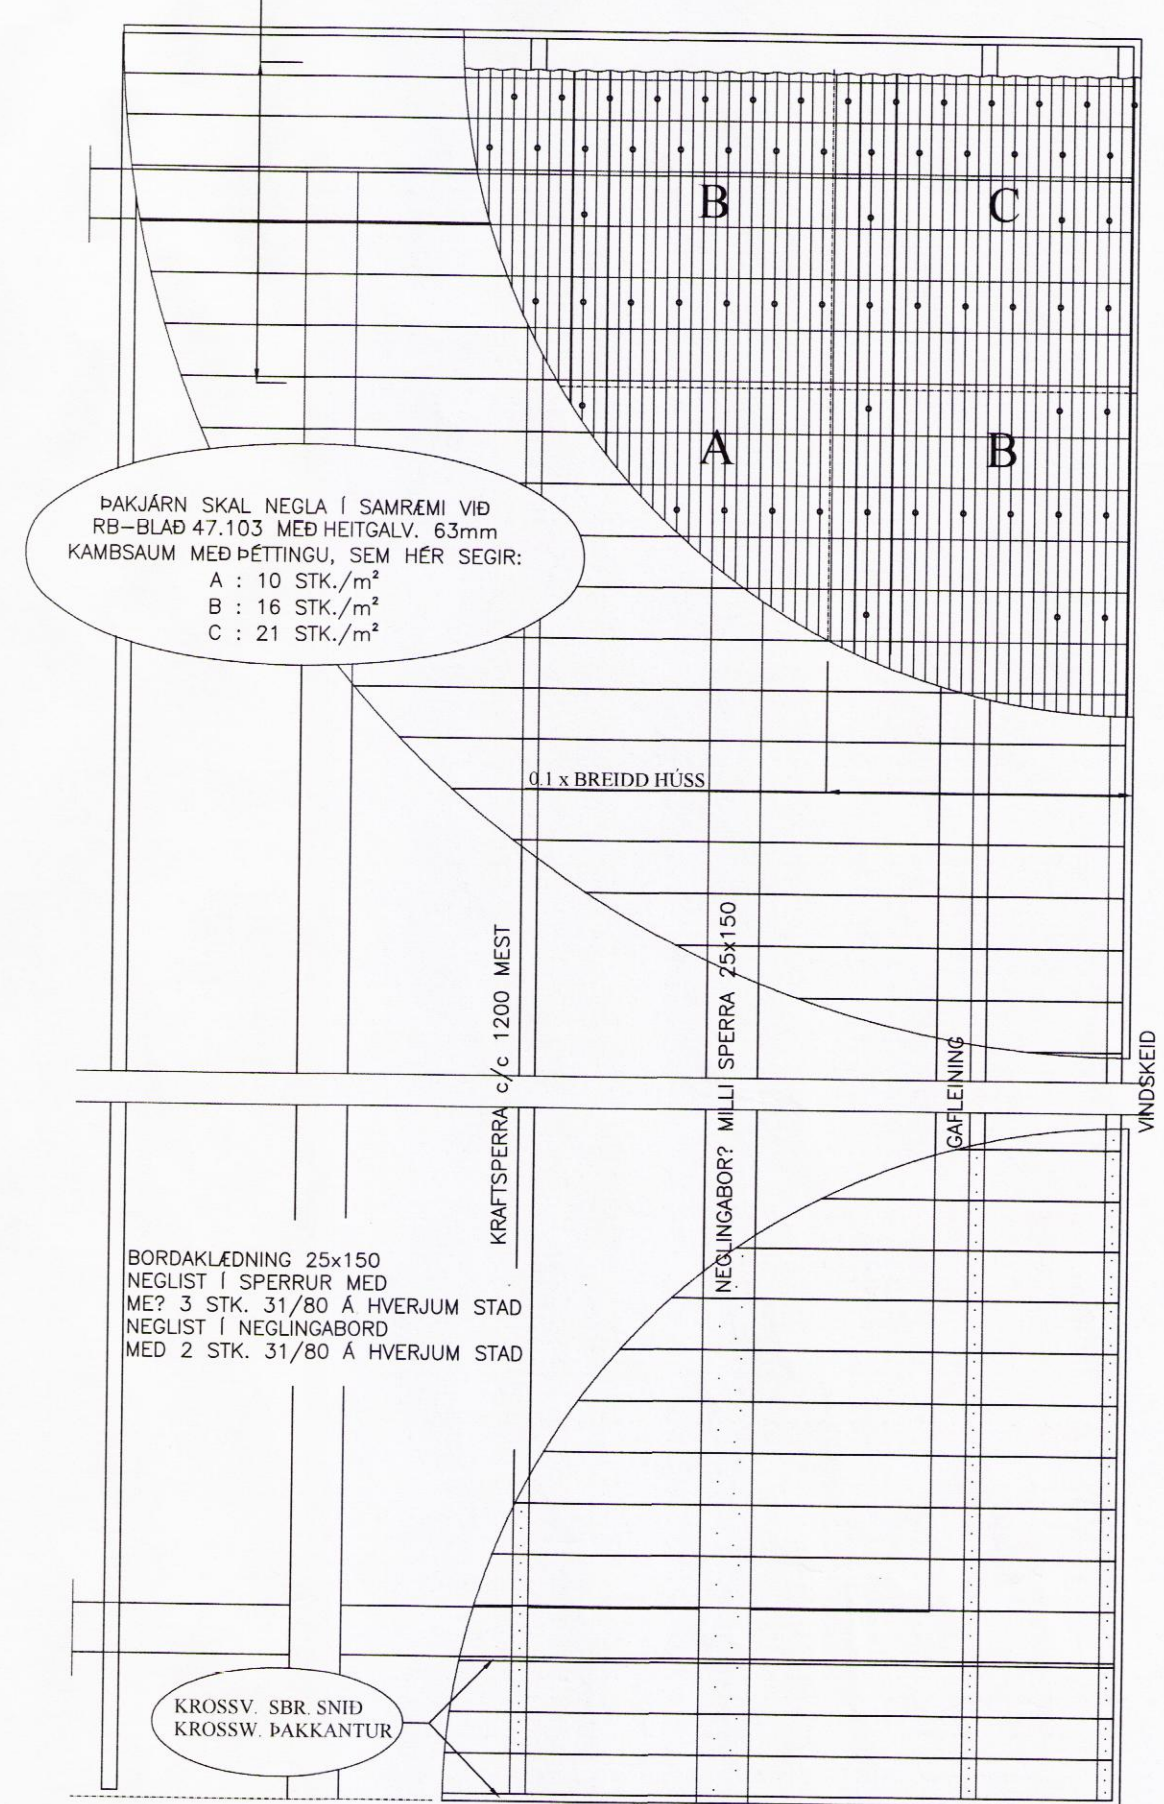 B
C
A
B
ÞAKJÁRN SKAL NEGLA Í SAMRÆMI VIÐ
RB-BLAÐ 47.103 MEÐ HEITGALV. 63mm
KAMBSAUM MEÐ ÞÉTTINGU, SEM HÉR SEGIR:
A : 10 STK./m²
B : 16 STK./m²
C : 21 STK./m²
0.1 x BREIDD HÚSS
KRAFTSPERRA c/c 1200 MEST
NEGLINGABOR? MILLI SPERRA 25x150
GAFLEINING
VINDSKEID
BORDAKLÆDNING 25x150
NEGLIST Í SPERRUR MED
ME? 3 STK. 31/80 Á HVERJUM STAD
NEGLIST Í NEGLINGABORD
MED 2 STK. 31/80 Á HVERJUM STAD
KROSSV. SBR. SNIÐ
KROSSW. ÞAKKANTUR